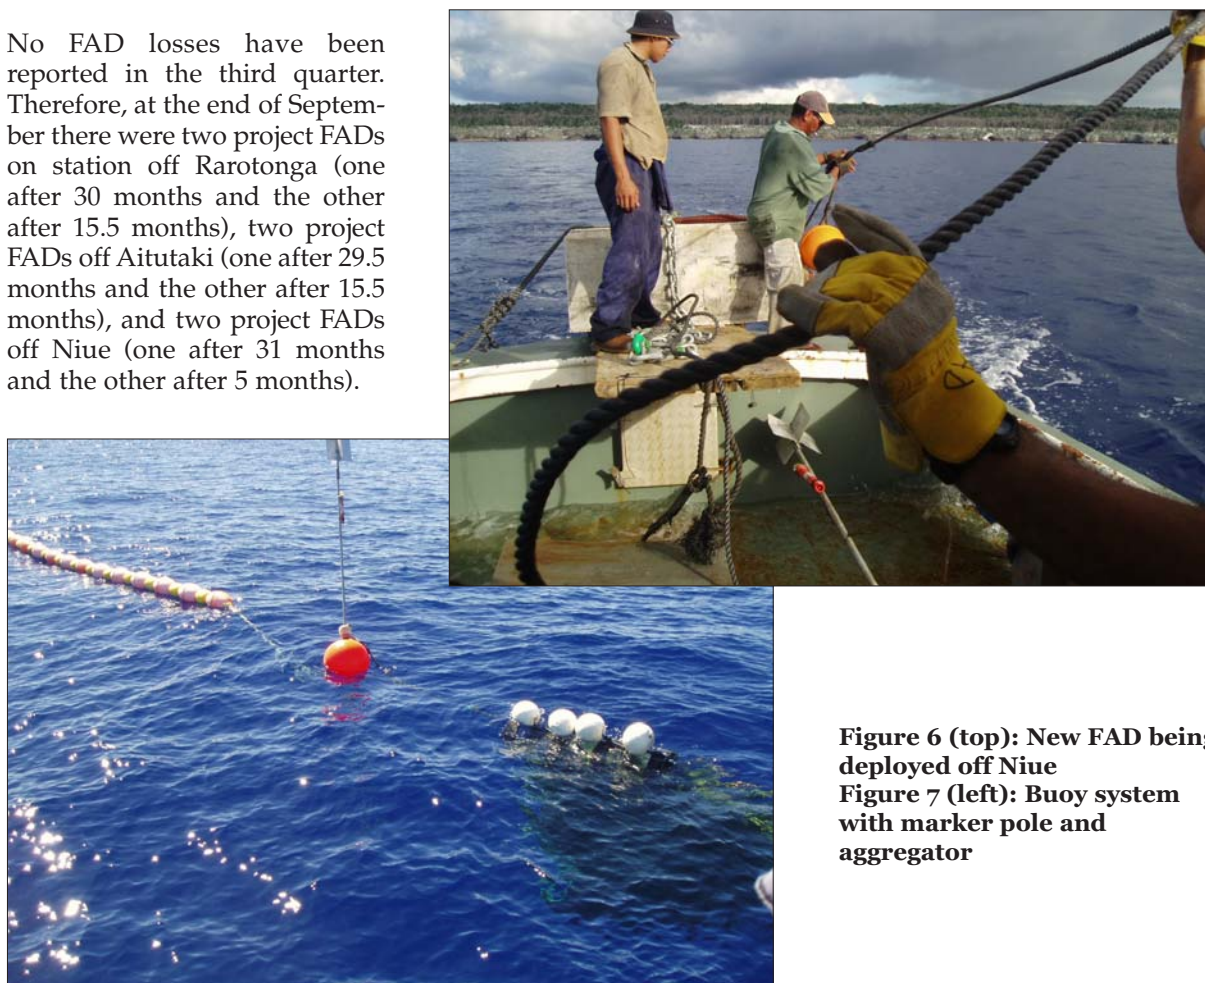 No FAD losses have been
reported in the third quarter.
Therefore, at the end of Septem-
ber there were two project FADs
on station off Rarotonga (one
after 30 months and the other
after 15.5 months), two project
FADs off Aitutaki (one after 29.5
months and the other after 15.5
months), and two project FADs
off Niue (one after 31 months
and the other after 5 months).
Figure 6 (top): New FAD being
deployed off Niue
Figure 7 (left): Buoy system
with marker pole and
aggregator